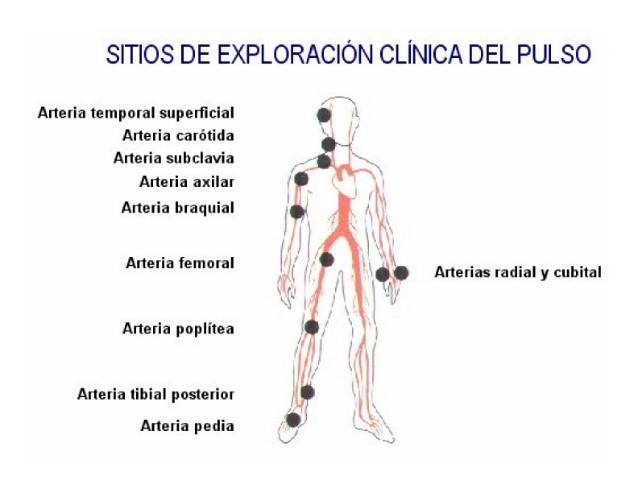 SITIOS DE EXPLORACIÓN CLÍNICA DEL PULSO
Arteria temporal superficial
Arteria carótida
Arteria subclavia
Arteria axilar
Arteria braquial
Arteria femoral
Arterias radial y cubital
Arteria poplítea
Arteria tibial posterior
Arteria pedia